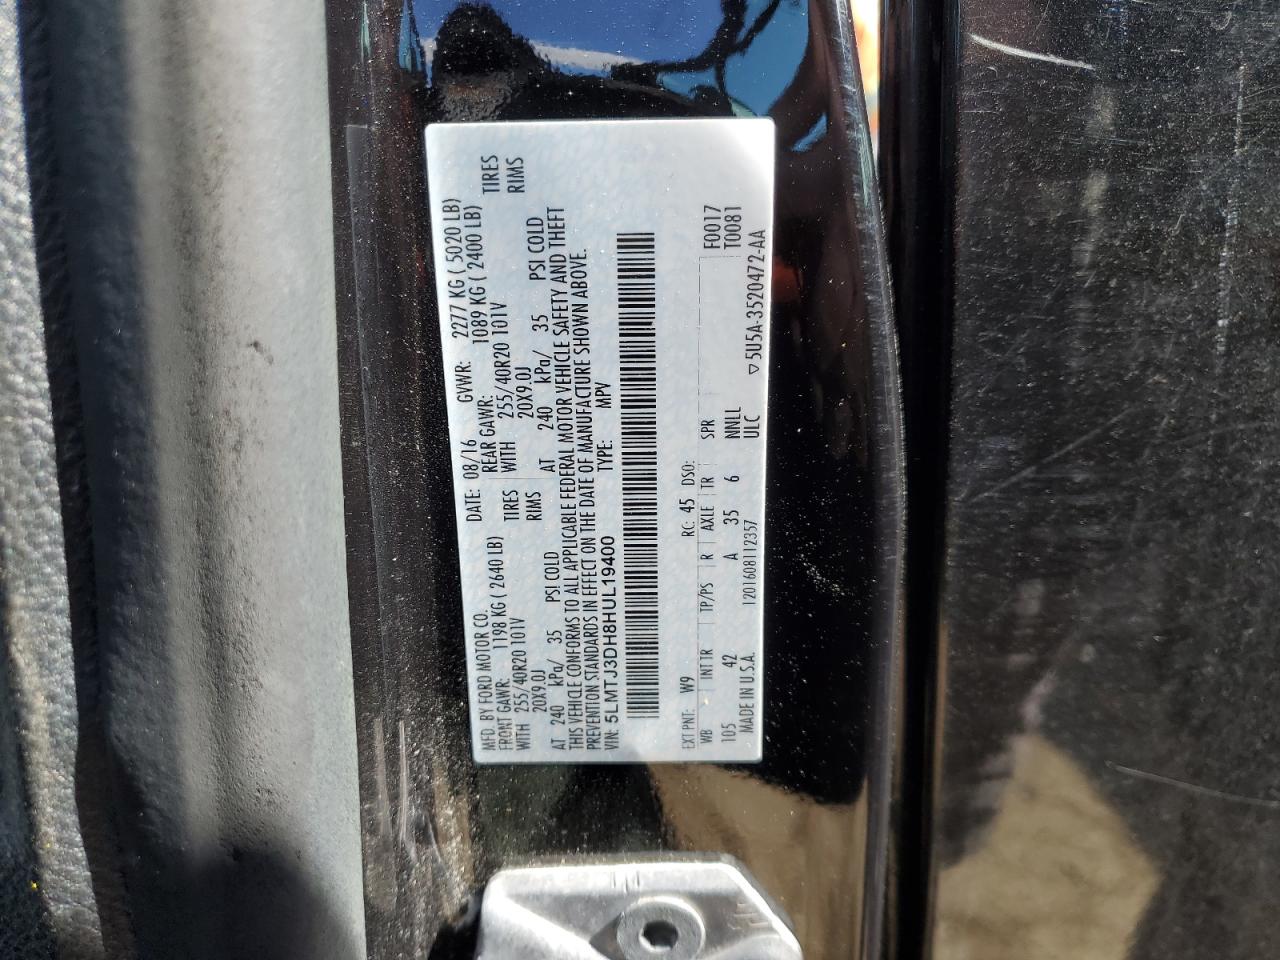 MFD. BY FORD MOTOR CO.
DATE: 08/16 GVWR: 2277 KG ( 5020 LB)
FRONT GAWR: 1198 KG ( 2640 LB) REAR GAWR: 1089 KG ( 2400 LB)
WITH 255/40R20 101V TIRES WITH 255/40R20 101V TIRES
20X9.0J RIMS 20X9.0J RIMS
AT 240 kPa/ 35 PSI COLD AT 240 kPa/ 35 PSI COLD
THIS VEHICLE CONFORMS TO ALL APPLICABLE FEDERAL MOTOR VEHICLE SAFETY AND THEFT
PREVENTION STANDARDS IN EFFECT ON THE DATE OF MANUFACTURE SHOWN ABOVE.
VIN: 5LMTJ3DH8HUL19400 TYPE: MPV
F0017
T0081
EXT PNT: W9 RC: 45 DSO:
WB INT TR TP/PS R AXLE TR SPR
105 42 A 35 6 NNLL
MADE IN U.S.A. 1201608112357 ULC ▽5U5A-3520472-AA